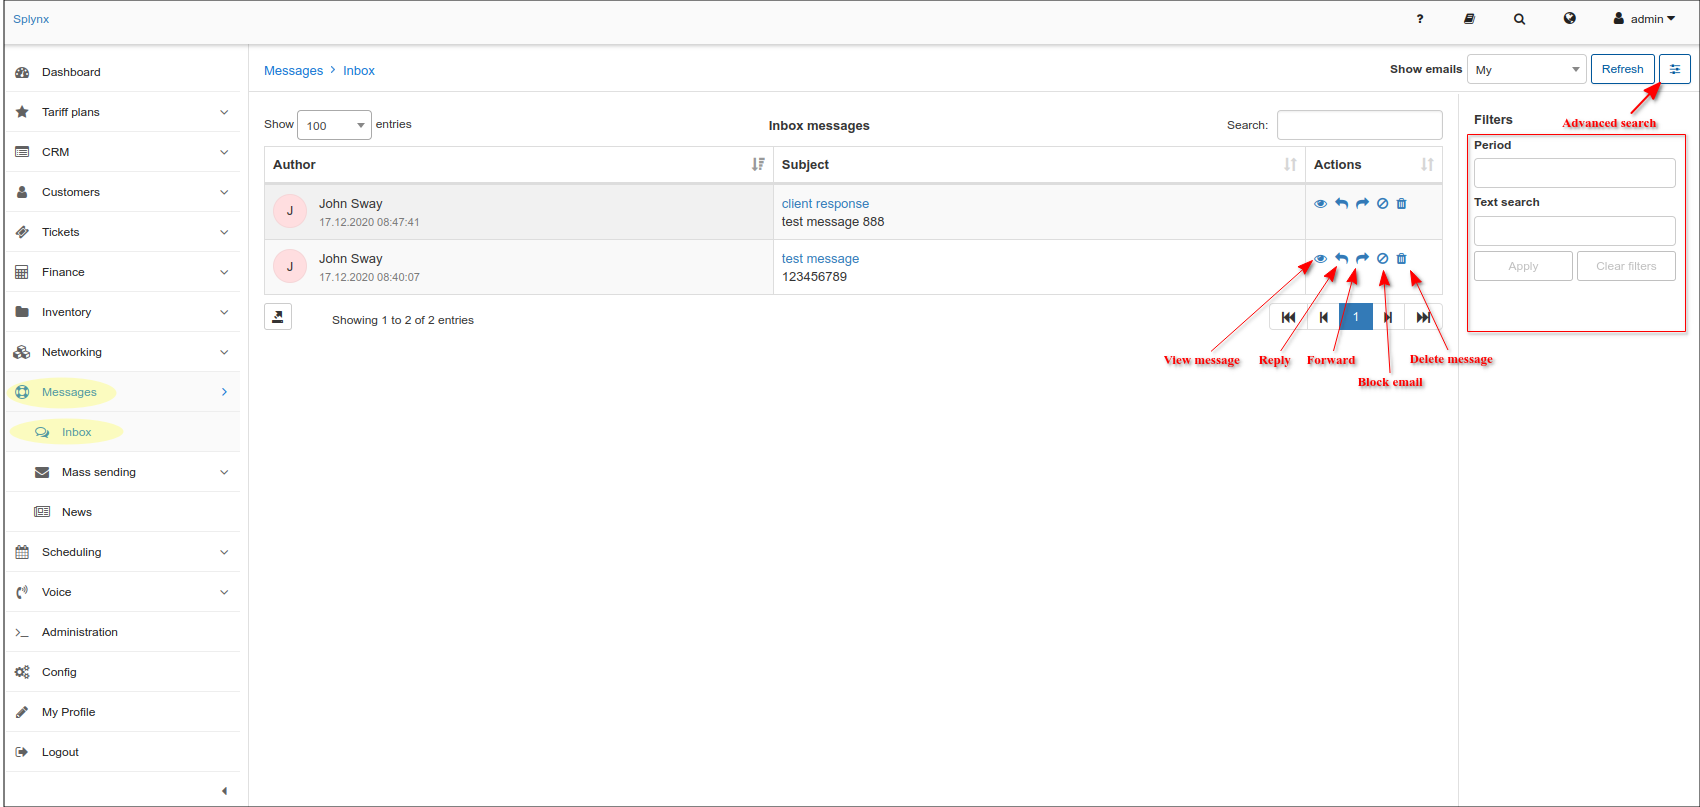 Splynx
? admin
Dashboard
Tariff plans
CRM
Customers
Tickets
Finance
Inventory
Networking
Messages
Inbox
Mass sending
News
Scheduling
Voice
Administration
Config
My Profile
Logout
Messages > Inbox
Show emails My Refresh
Show 100 entries
Inbox messages
Search:
Author Subject Actions
J John Sway client response
17.12.2020 08:47:41 test message 888
J John Sway test message
17.12.2020 08:40:07 123456789
Showing 1 to 2 of 2 entries
1
View message Reply Forward Delete message
Block email
Advanced search
Filters
Period
Text search
Apply Clear filters